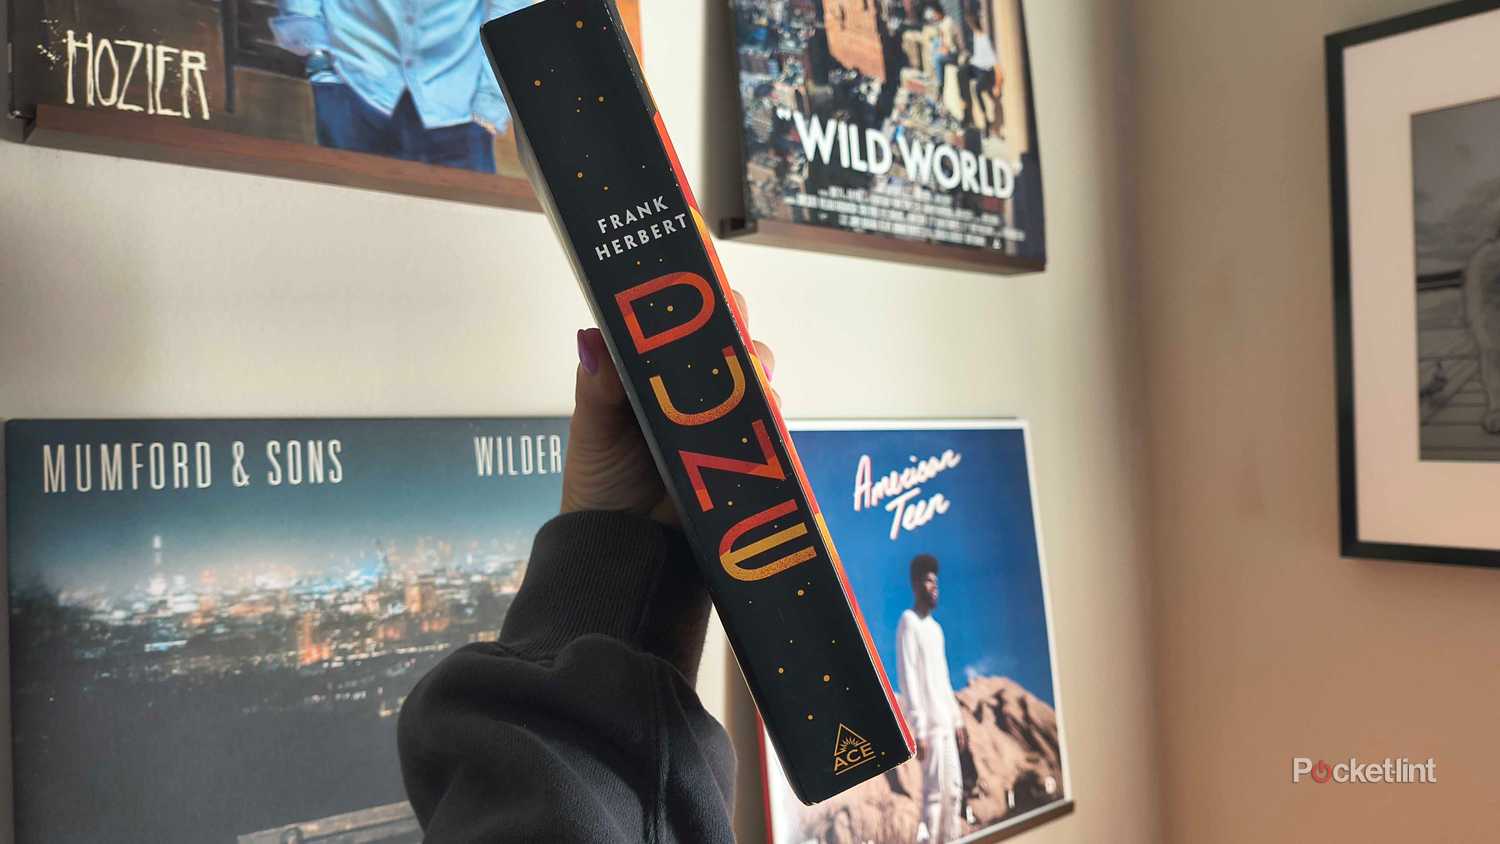 HOZIER
"WILD WORLD"
FRANK
HERBERT
DUNE
ACE
MUMFORD & SONS
WILDER
American
Teen
Pocketlint